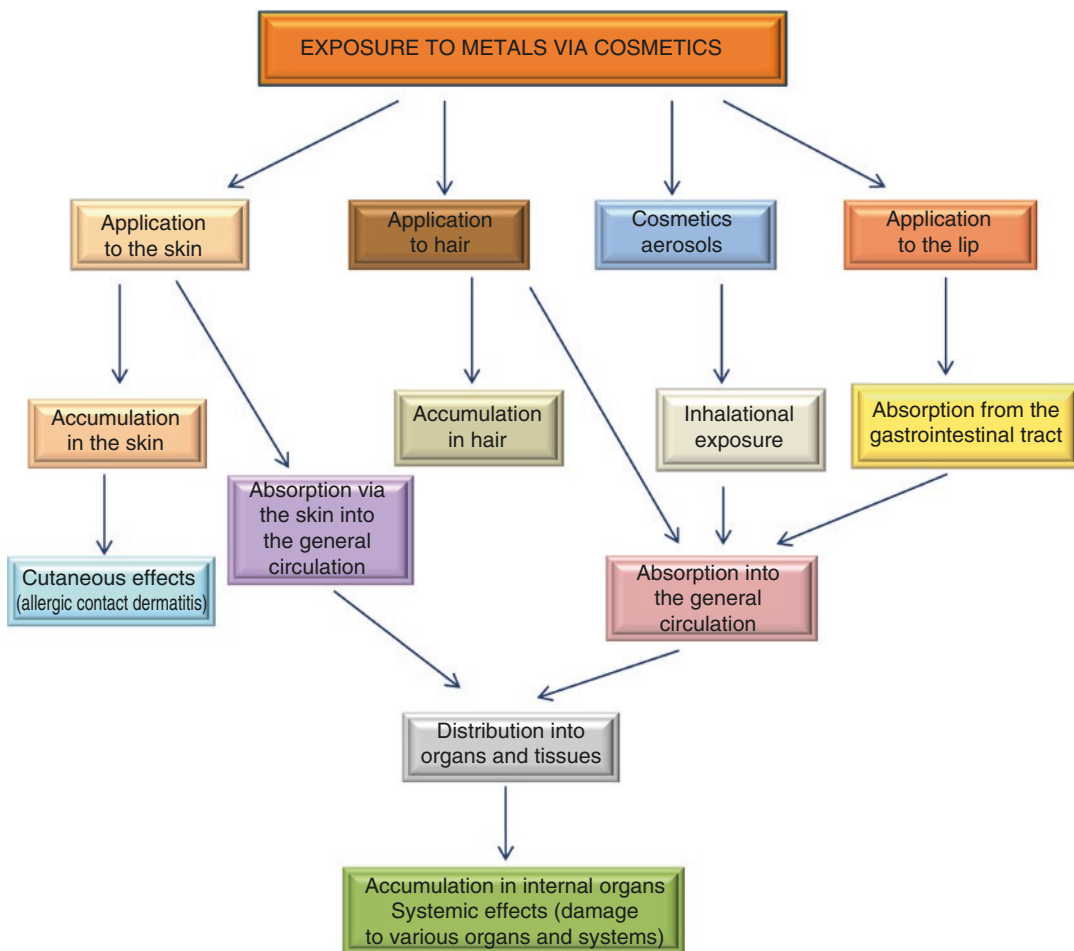 EXPOSURE TO METALS VIA COSMETICS
Application
to the skin
Application
to hair
Cosmetics
aerosols
Application
to the lip
Accumulation
in the skin
Accumulation
in hair
Inhalational
exposure
Absorption from the
gastrointestinal tract
Absorption via
the skin into
the general
circulation
Cutaneous effects
(allergic contact dermatitis)
Absorption into
the general
circulation
Distribution into
organs and tissues
Accumulation in internal organs
Systemic effects (damage
to various organs and systems)